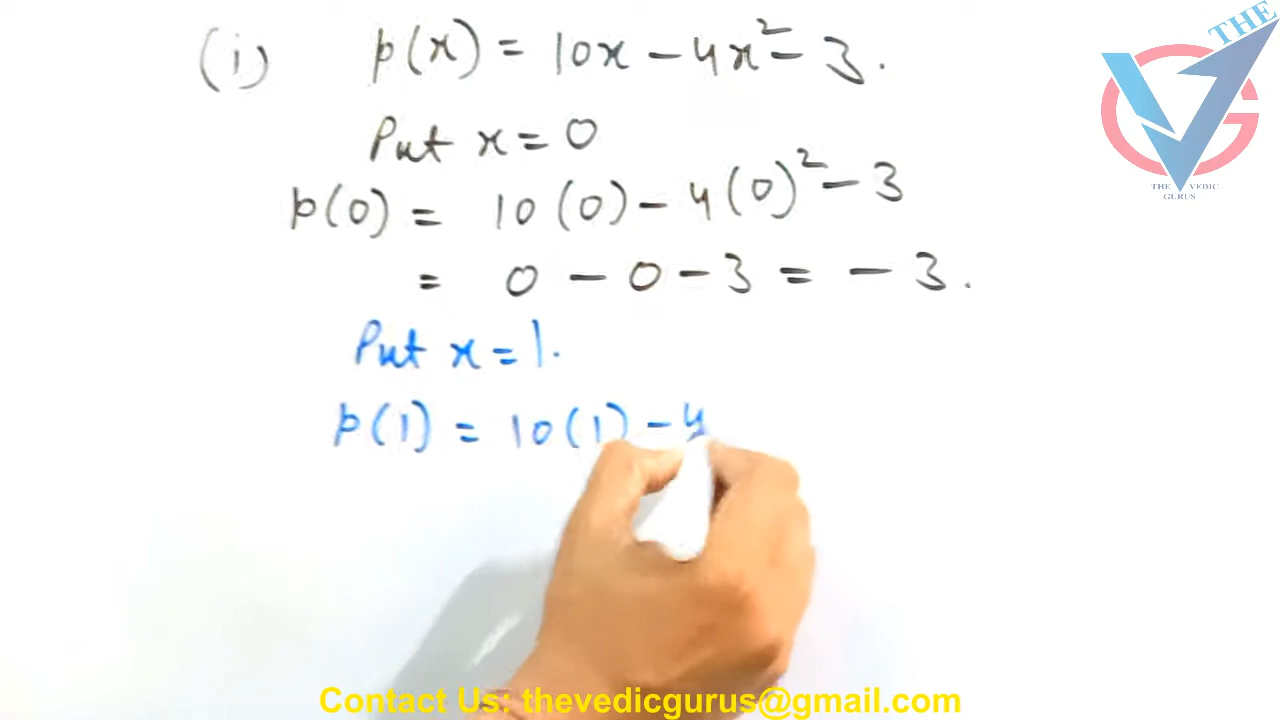 (i) p(x) = 10x - 4x² - 3.
Put x = 0
p(0) = 10(0) - 4(0)² - 3
= 0 - 0 - 3 = - 3.
Put x = 1.
p(1) = 10(1) - 4
THE
THE VEDIC
GURUS
Contact Us: thevedicgurus@gmail.com